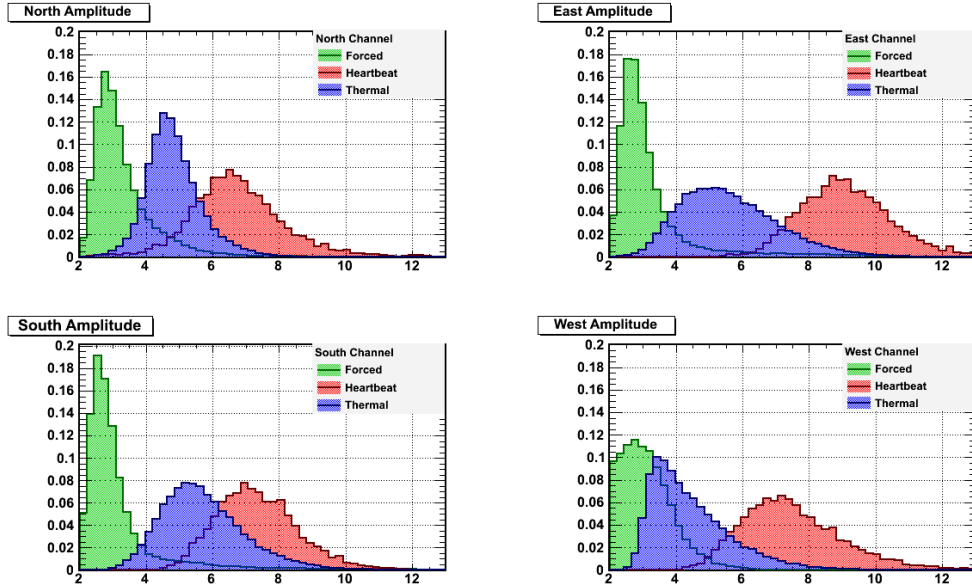 North Amplitude
North Channel
Forced
Heartbeat
Thermal
0.2
0.18
0.16
0.14
0.12
0.1
0.08
0.06
0.04
0.02
0
2 4 6 8 10 12
East Amplitude
East Channel
Forced
Heartbeat
Thermal
0.2
0.18
0.16
0.14
0.12
0.1
0.08
0.06
0.04
0.02
0
2 4 6 8 10 12
South Amplitude
South Channel
Forced
Heartbeat
Thermal
0.2
0.18
0.16
0.14
0.12
0.1
0.08
0.06
0.04
0.02
0
2 4 6 8 10 12
West Amplitude
West Channel
Forced
Heartbeat
Thermal
0.2
0.18
0.16
0.14
0.12
0.1
0.08
0.06
0.04
0.02
0
2 4 6 8 10 12